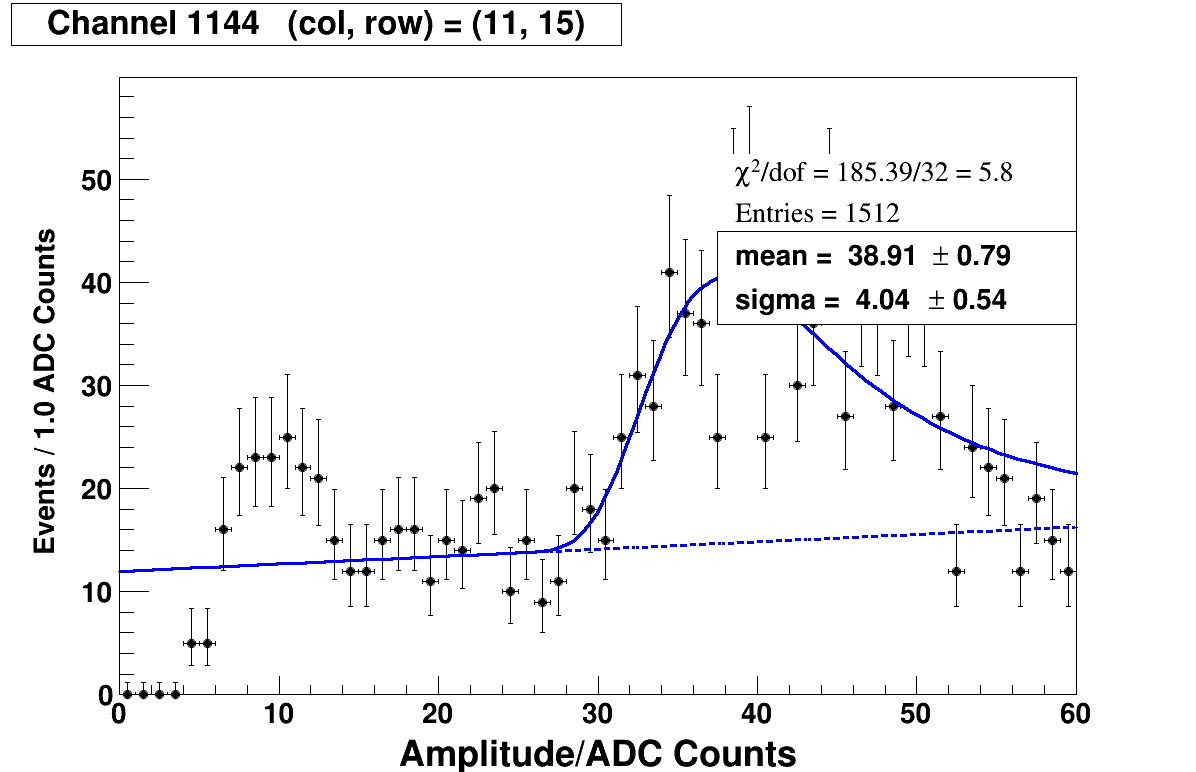 Channel 1144 (col, row) = (11, 15)
χ²/dof = 185.39/32 = 5.8
Entries = 1512
mean = 38.91 ± 0.79
sigma = 4.04 ± 0.54
Events / 1.0 ADC Counts
50
40
30
20
10
0
0 10 20 30 40 50 60
Amplitude/ADC Counts